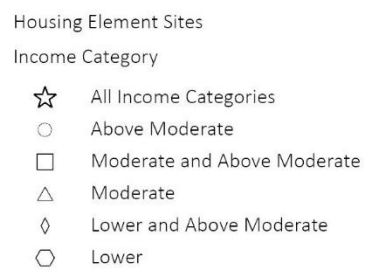 Housing Element Sites
Income Category
All Income Categories
Above Moderate
Moderate and Above Moderate
Moderate
Lower and Above Moderate
Lower